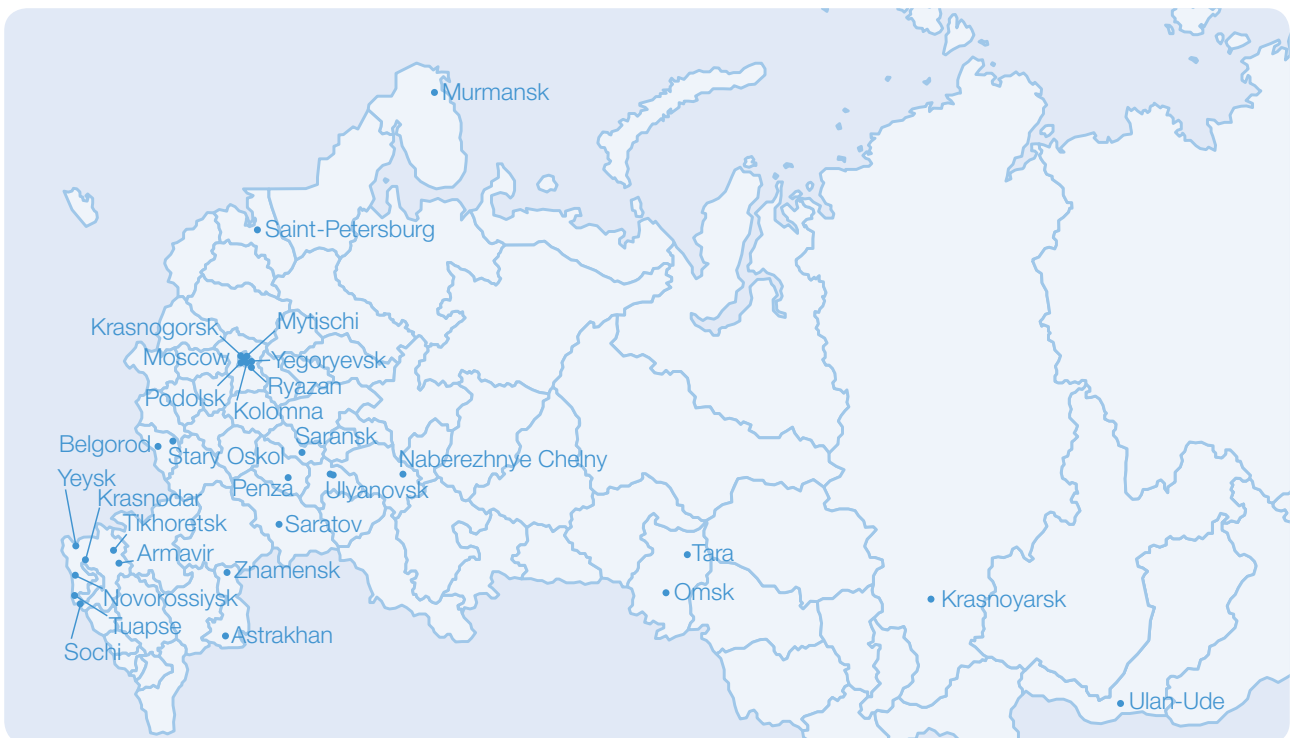 Murmansk
Saint-Petersburg
Mytischi
Krasnogorsk
Moscow
Yegoryevsk
Ryazan
Podolsk
Kolomna
Saransk
Belgorod
Stary Oskol
Naberezhnye Chelny
Yeysk
Penza
Ulyanovsk
Krasnodar
Tikhoretsk
Saratov
Armavir
Tara
Znamensk
Omsk
Novorossiysk
Krasnoyarsk
Tuapse
Astrakhan
Sochi
Ulan-Ude